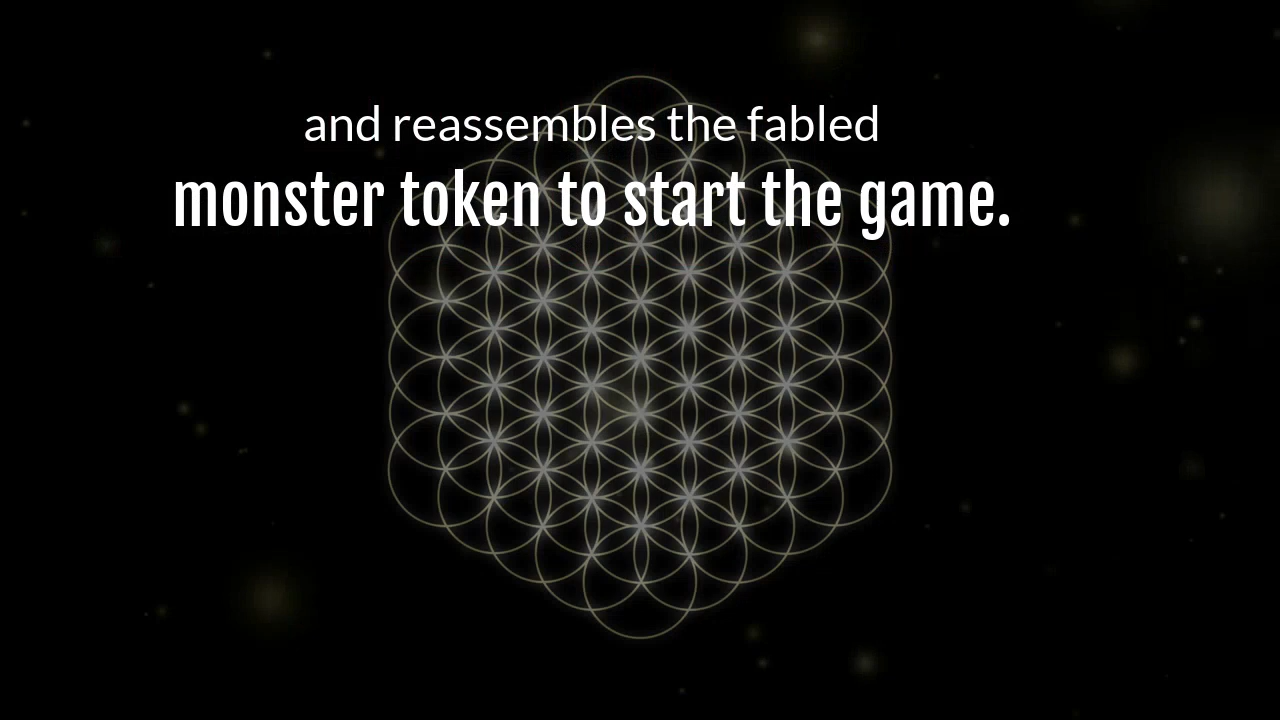 and reassembles the fabled
monster token to start the game.